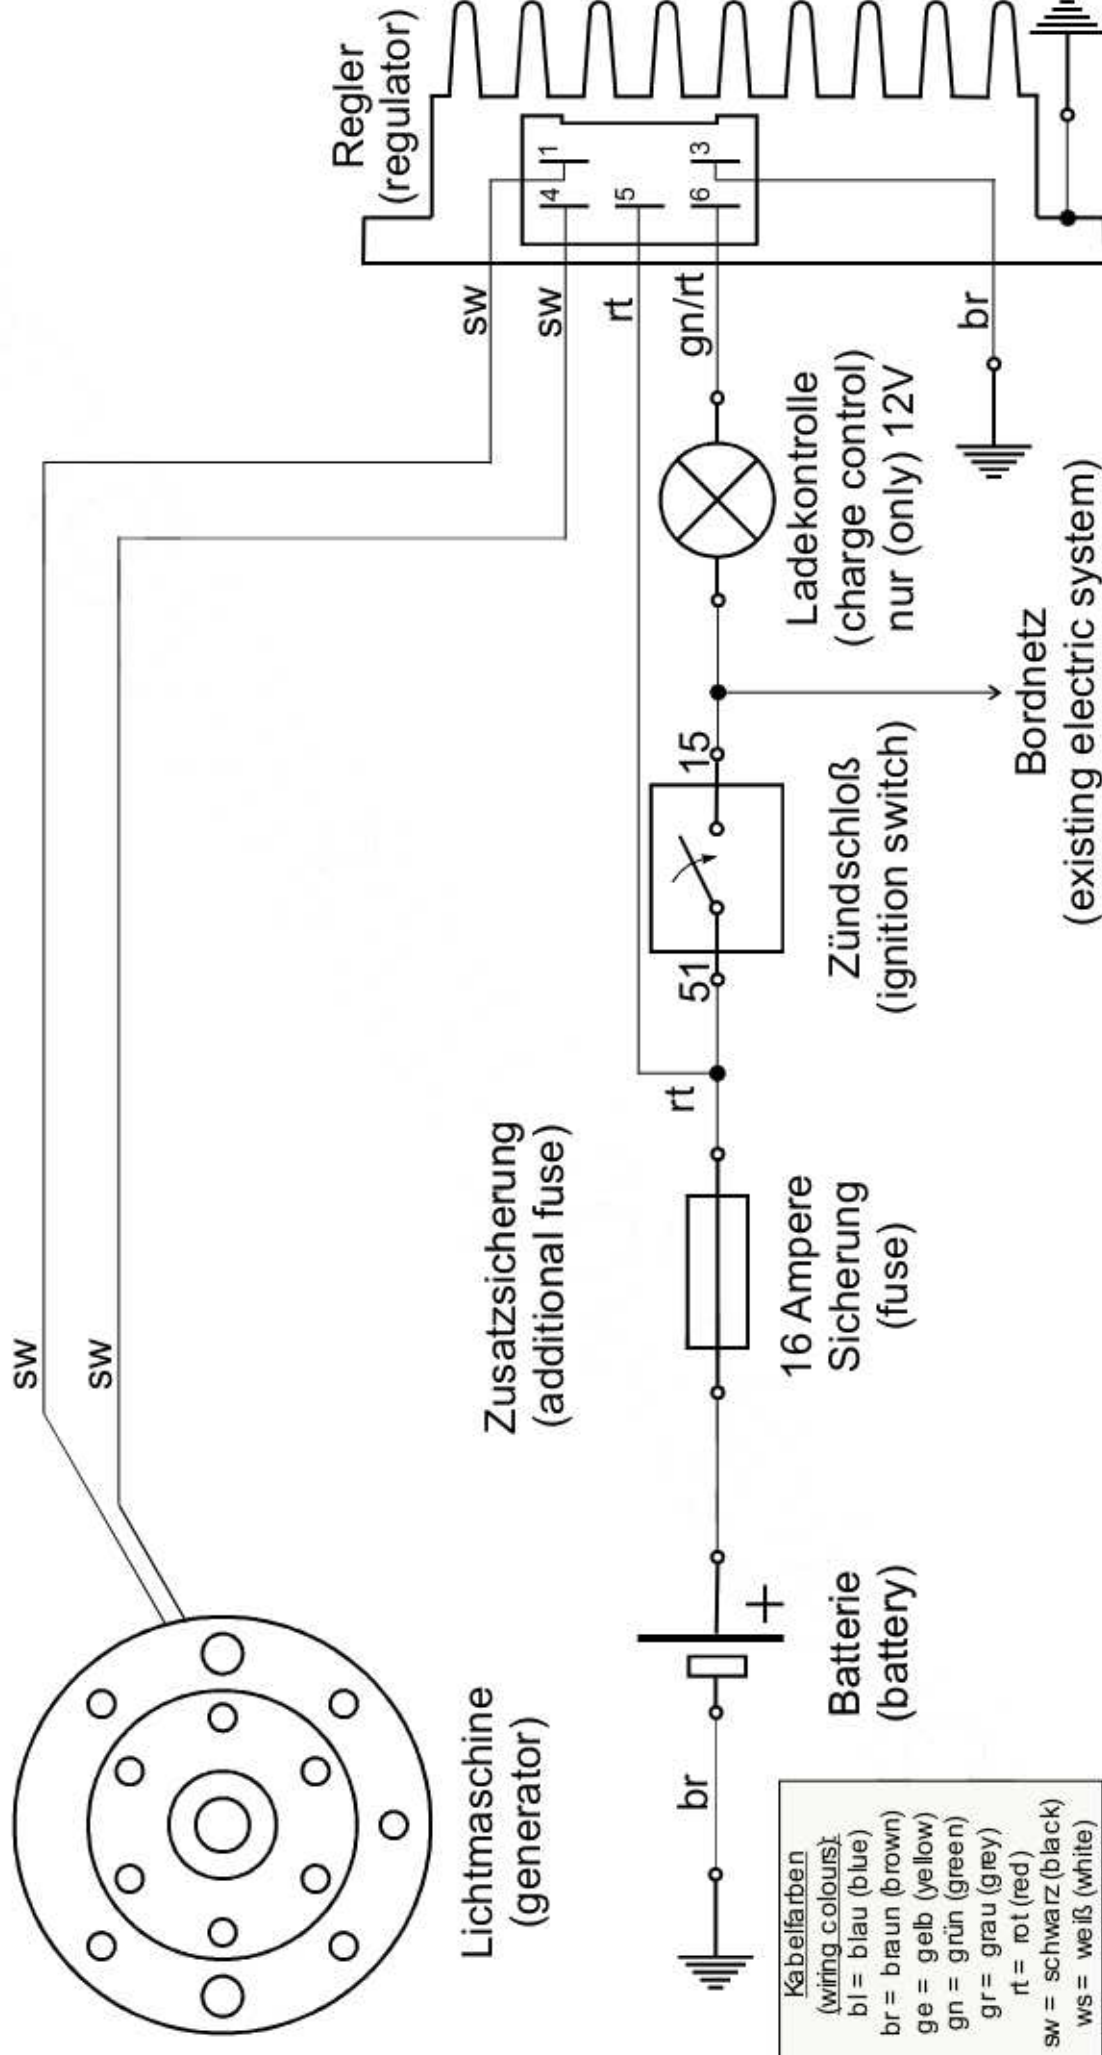 Regler
(regulator)
1
4
5
3
6
sw
sw
rt
gn/rt
br
Ladekontrolle
(charge control)
nur (only) 12V
Bordnetz
(existing electric system)
15
51
Zündschloß
(ignition switch)
rt
Zusatzsicherung
(additional fuse)
16 Ampere
Sicherung
(fuse)
sw
sw
Lichtmaschine
(generator)
+
Batterie
(battery)
br
Kabelfarben
(wiring colours):
bl = blau (blue)
br = braun (brown)
ge = gelb (yellow)
gn = grün (green)
gr = grau (grey)
rt = rot (red)
sw = schwarz (black)
ws = weiß (white)